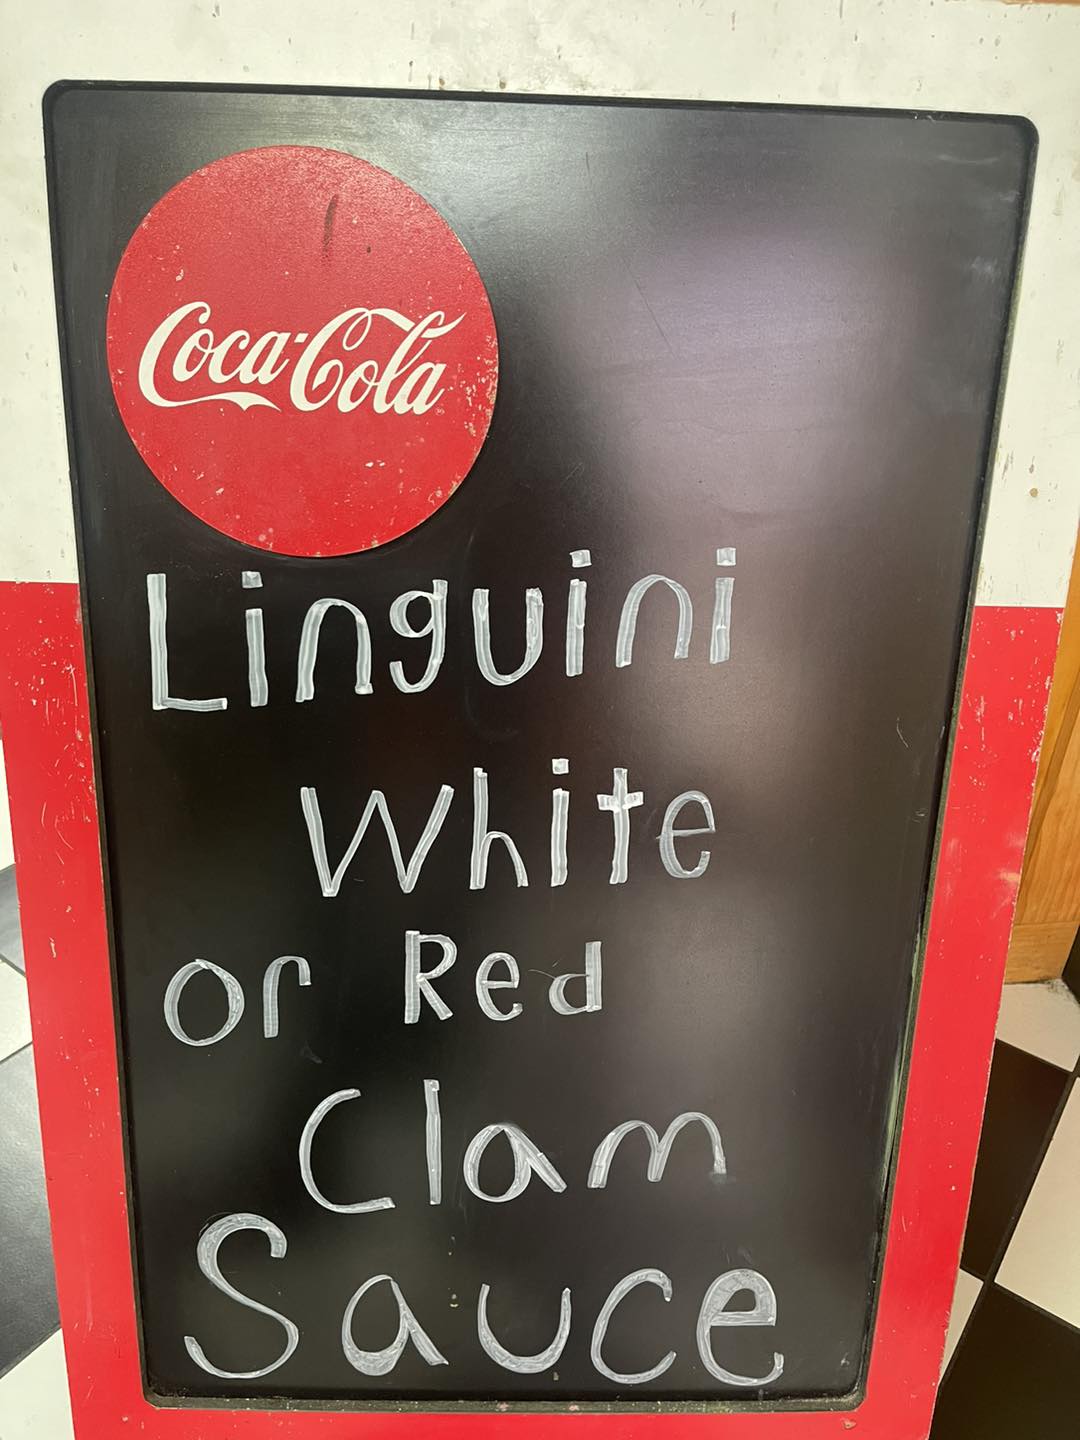 Coca-Cola
Linguini
White
or Red
Clam
Sauce